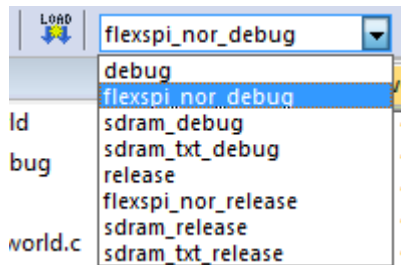 LOAD
flexspi_nor_debug
debug
flexspi_nor_debug
ld
sdram_debug
sdram_txt_debug
bug
release
flexspi_nor_release
sdram_release
world.c
sdram_txt_release